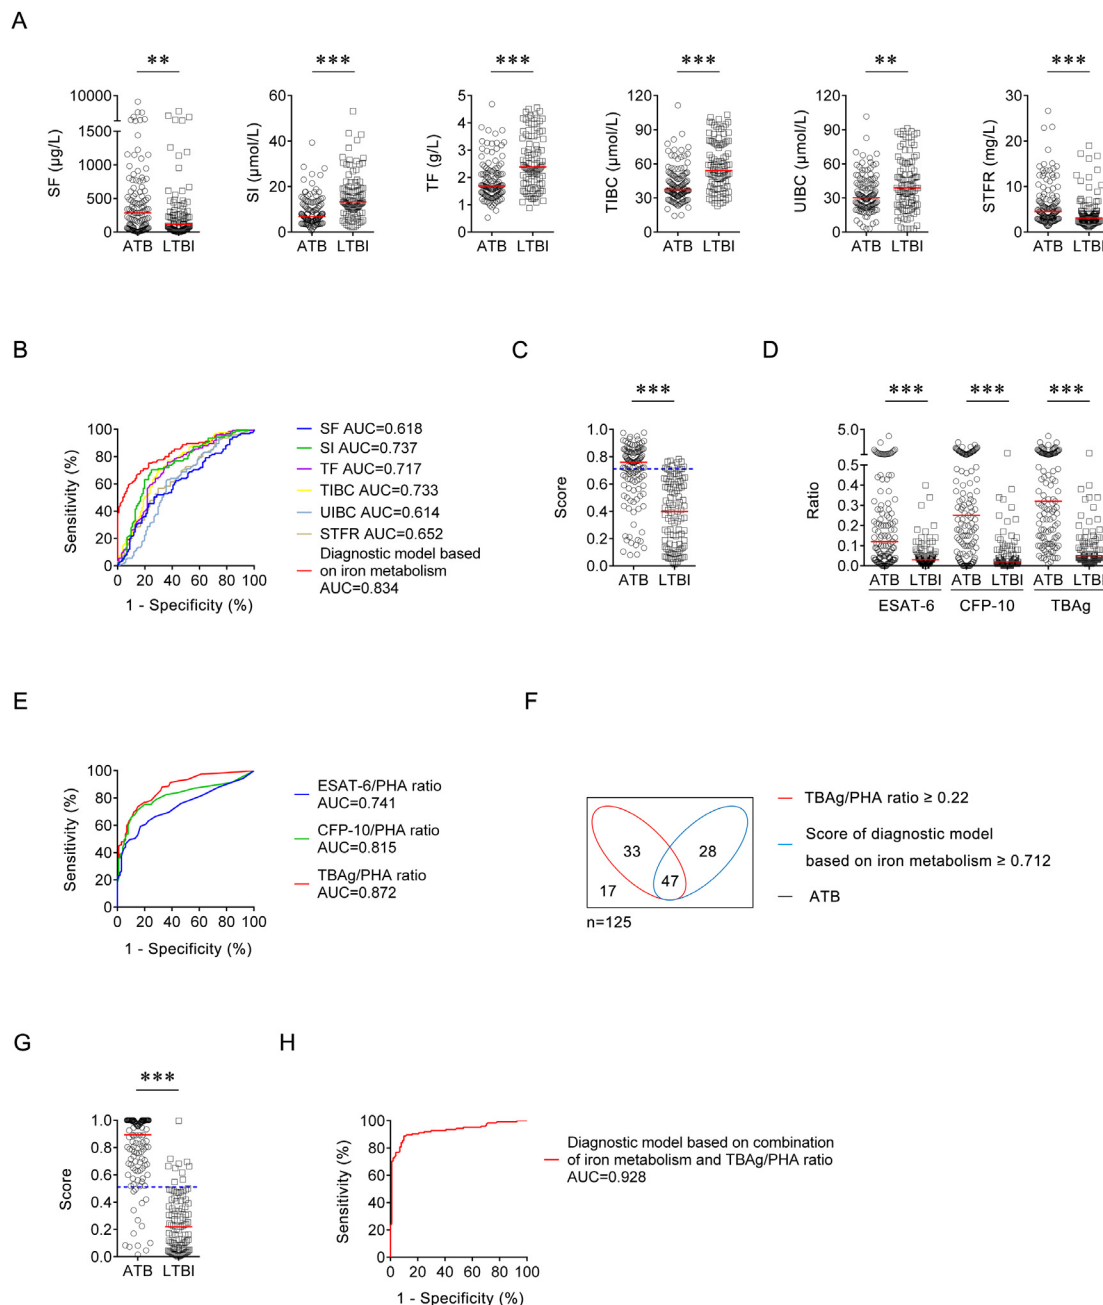 A
** *** *** *** ** ***
SF (µg/L)
10000
1500
1000
500
0
ATB LTBI
SI (µmol/L)
60
40
20
0
ATB LTBI
TF (g/L)
5
4
3
2
1
0
ATB LTBI
TIBC (µmol/L)
120
90
60
30
0
ATB LTBI
UIBC (µmol/L)
120
90
60
30
0
ATB LTBI
STFR (mg/L)
30
20
10
0
ATB LTBI
B
Sensitivity (%)
100
80
60
40
20
0
0 20 40 60 80 100
1 - Specificity (%)
SF AUC=0.618
SI AUC=0.737
TF AUC=0.717
TIBC AUC=0.733
UIBC AUC=0.614
STFR AUC=0.652
Diagnostic model based
on iron metabolism
AUC=0.834
C
***
Score
1.0
0.8
0.6
0.4
0.2
0.0
ATB LTBI
D
*** *** ***
Ratio
5.0
1.0
0.5
0.4
0.3
0.2
0.1
0.0
ATB LTBI ATB LTBI ATB LTBI
ESAT-6 CFP-10 TBAg
E
Sensitivity (%)
100
80
60
40
20
0
0 20 40 60 80 100
1 - Specificity (%)
ESAT-6/PHA ratio
AUC=0.741
CFP-10/PHA ratio
AUC=0.815
TBAg/PHA ratio
AUC=0.872
F
33 28
47
17
n=125
TBAg/PHA ratio ≥ 0.22
Score of diagnostic model
based on iron metabolism ≥ 0.712
ATB
G
***
Score
1.0
0.8
0.6
0.4
0.2
0.0
ATB LTBI
H
Sensitivity (%)
100
80
60
40
20
0
0 20 40 60 80 100
1 - Specificity (%)
Diagnostic model based on combination
of iron metabolism and TBAg/PHA ratio
AUC=0.928